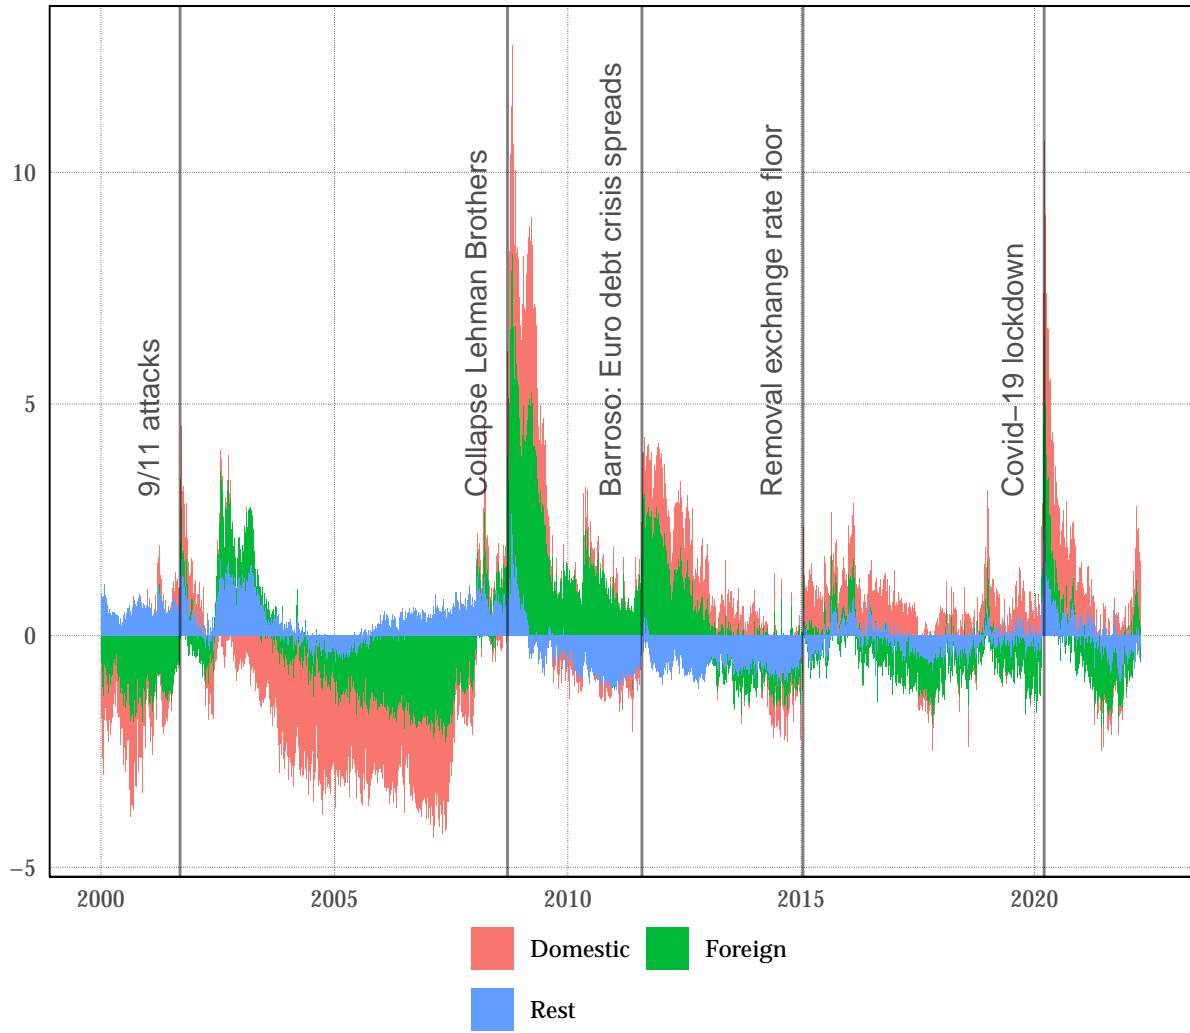 10
5
0
−5
9/11 attacks
Collapse Lehman Brothers
Barroso: Euro debt crisis spreads
Removal exchange rate floor
Covid−19 lockdown
2000
2005
2010
2015
2020
Domestic
Foreign
Rest